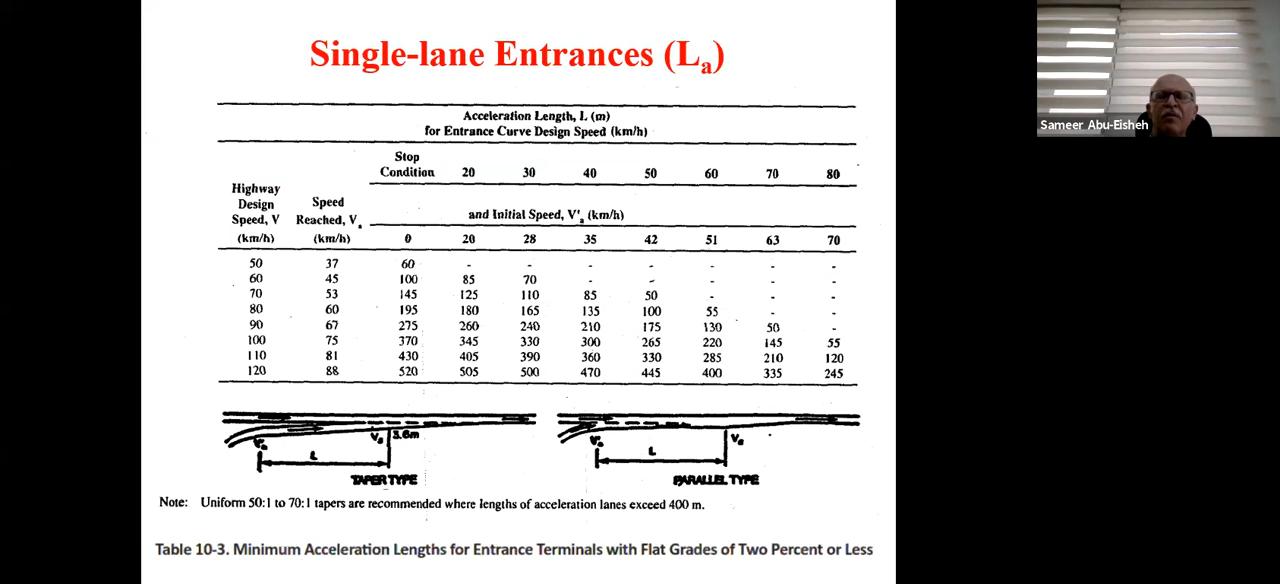 Single-lane Entrances (La)
Sameer Abu-Eisheh
Acceleration Length, L (m)
for Entrance Curve Design Speed (km/h)
Stop
Condition 20 30 40 50 60 70 80
Highway
Design
Speed, V
(km/h)
Speed
Reached, Va
(km/h)
and Initial Speed, V'a (km/h)
0 20 28 35 42 51 63 70
50 37 60 - - - - - - -
60 45 100 85 70 - - - - -
70 53 145 125 110 85 50 - - -
80 60 195 180 165 135 100 55 - -
90 67 275 260 240 210 175 130 50 -
100 75 370 345 330 300 265 220 145 55
110 81 430 405 390 360 330 285 210 120
120 88 520 505 500 470 445 400 335 245
V'a L Va 3.6m
TAPER TYPE
V'a L Va
PARALLEL TYPE
Note: Uniform 50:1 to 70:1 tapers are recommended where lengths of acceleration lanes exceed 400 m.
Table 10-3. Minimum Acceleration Lengths for Entrance Terminals with Flat Grades of Two Percent or Less